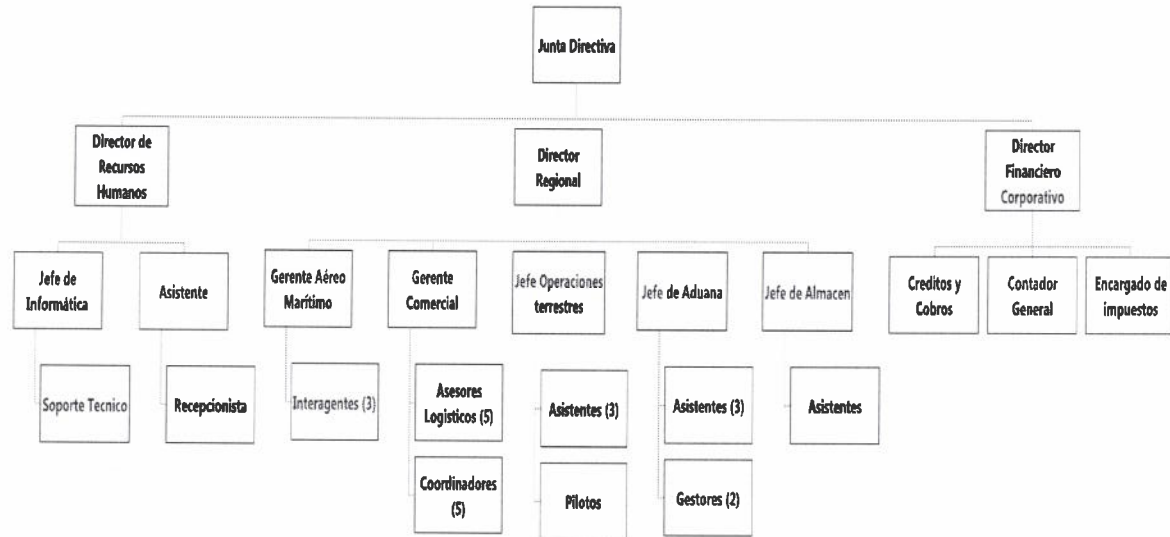 Junta Directiva
Director de
Recursos
Humanos
Director
Regional
Director
Financiero
Corporativo
Jefe de
Informática
Asistente
Gerente Aéreo
Marítimo
Gerente
Comercial
Jefe Operaciones
terrestres
Jefe de Aduana
Jefe de Almacen
Creditos y
Cobros
Contador
General
Encargado de
impuestos
Soporte Tecnico
Recepcionista
Interagentes (3)
Asesores
Logisticos (5)
Asistentes (3)
Asistentes (3)
Asistentes
Coordinadores
(5)
Pilotos
Gestores (2)